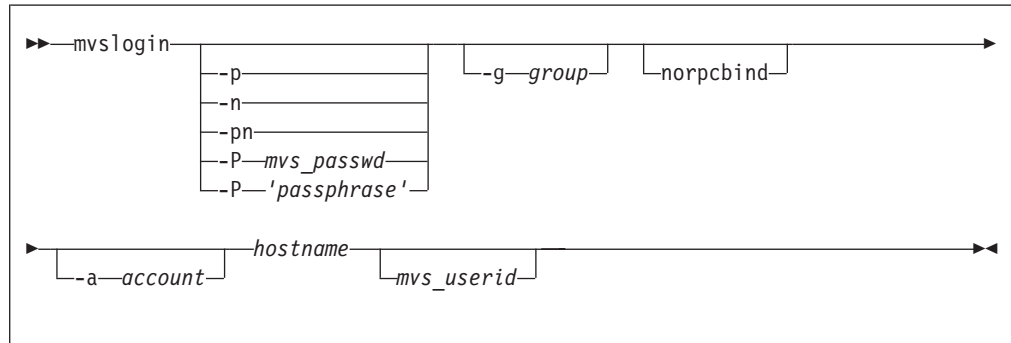 mvslogin -g group norpcbind
-p
-n
-pn
-P mvs_passwd
-P 'passphrase'
-a account hostname mvs_userid